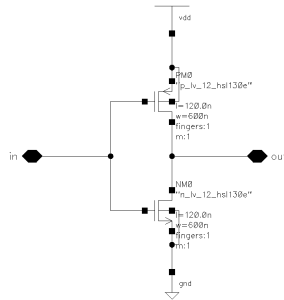 vdd
PM0
"p_lv_12_hsl130e"
l=120.0n
w=600n
fingers:1
m:1
in
out
NM0
"n_lv_12_hsl130e"
l=120.0n
w=600n
fingers:1
m:1
gnd